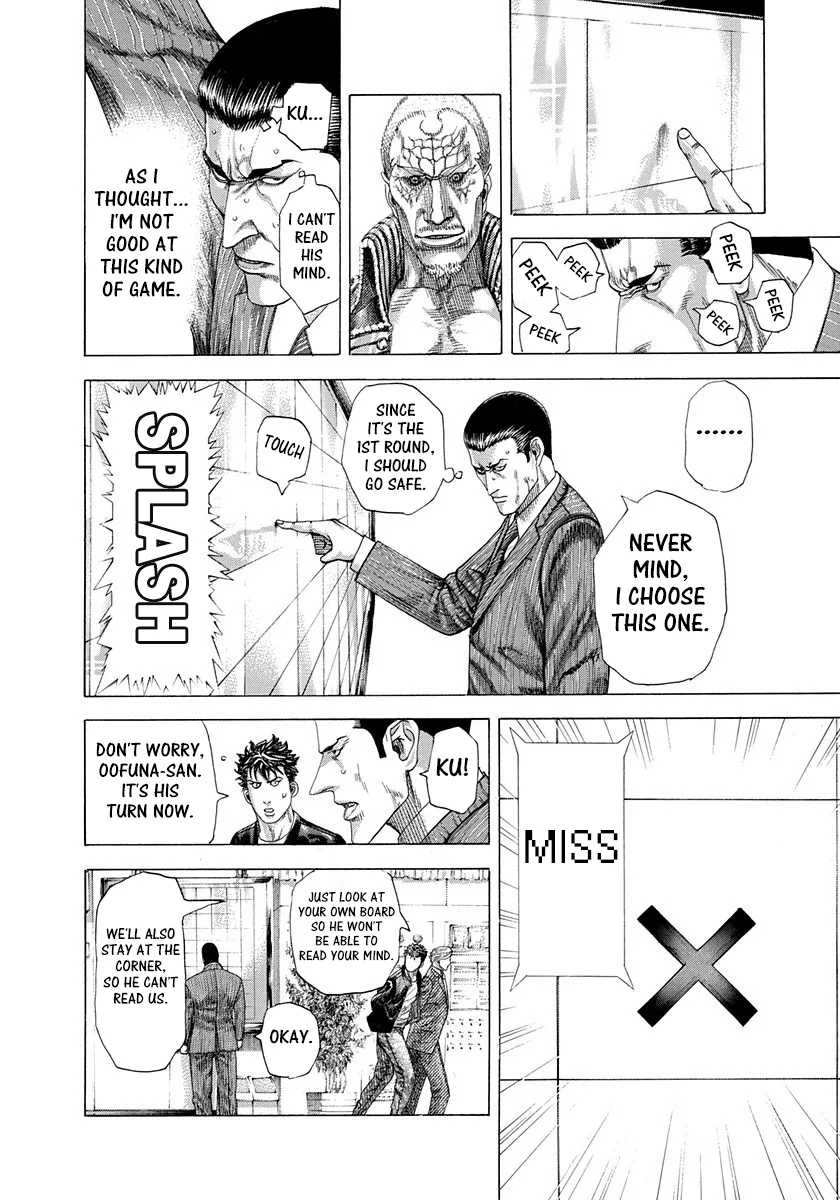 PEEK
PEEK
PEEK
PEEK
PEEK
PEEK
KU...
I CAN'T
READ
HIS
MIND.
AS I
THOUGHT...
I'M NOT
GOOD AT
THIS KIND
OF GAME.
......
NEVER
MIND,
I CHOOSE
THIS ONE.
SINCE
IT'S THE
1ST ROUND,
I SHOULD
GO SAFE.
TOUCH
SPLASH
MISS
KU!
DON'T WORRY,
OOFUNA-SAN.
IT'S HIS
TURN NOW.
JUST LOOK AT
YOUR OWN BOARD
SO HE WON'T
BE ABLE TO
READ YOUR MIND.
WE'LL ALSO
STAY AT THE
CORNER,
SO HE CAN'T
READ US.
OKAY.